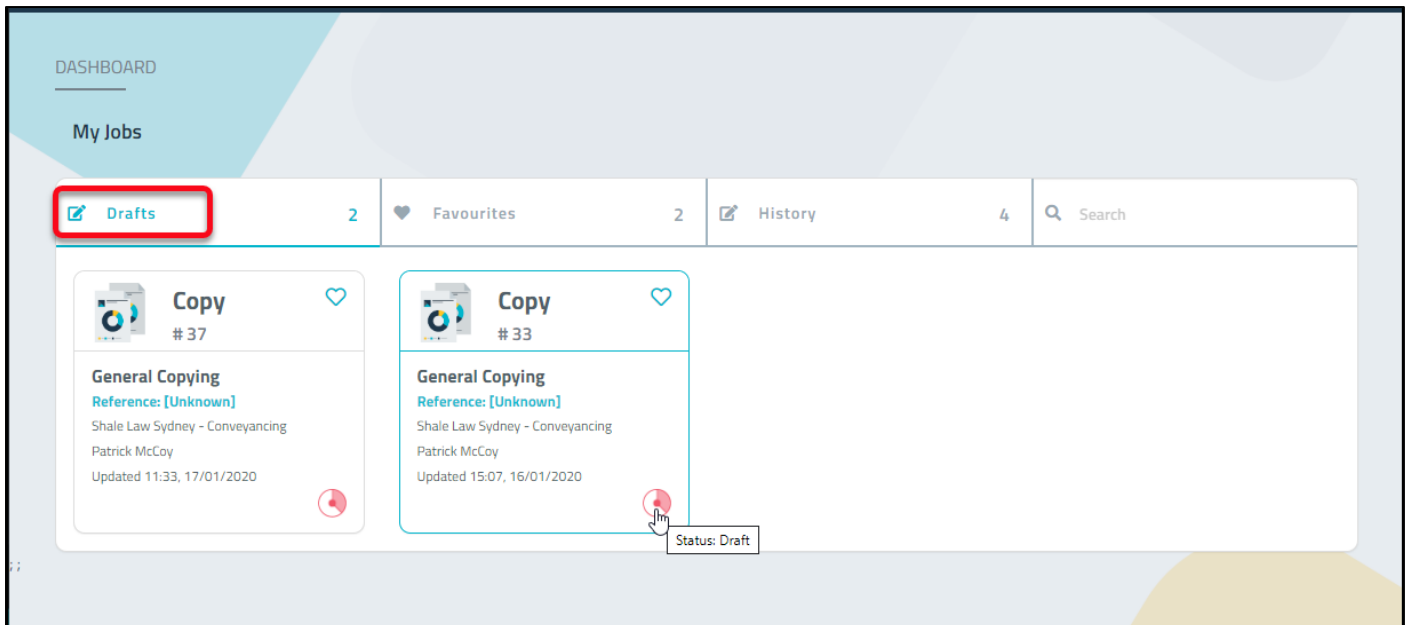 DASHBOARD
My Jobs
Drafts 2 Favourites 2 History 4 Search
Copy
# 37
General Copying
Reference: [Unknown]
Shale Law Sydney - Conveyancing
Patrick McCoy
Updated 11:33, 17/01/2020
Copy
# 33
General Copying
Reference: [Unknown]
Shale Law Sydney - Conveyancing
Patrick McCoy
Updated 15:07, 16/01/2020
Status: Draft
;;